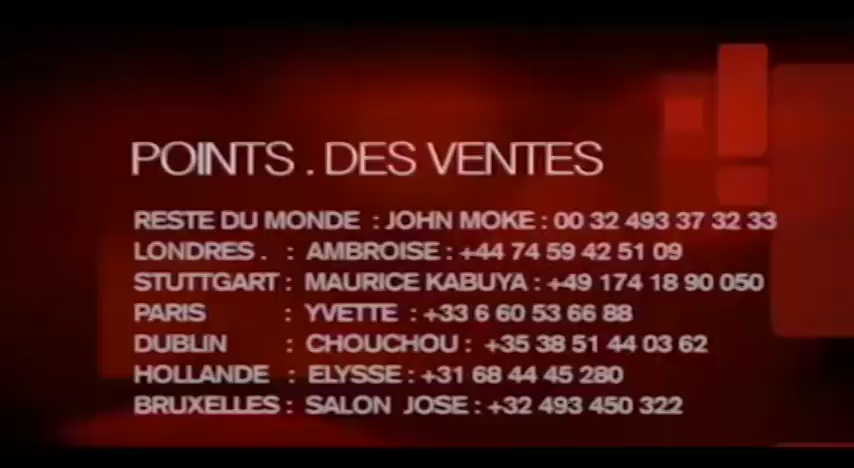 POINTS . DES VENTES
RESTE DU MONDE : JOHN MOKE : 00 32 493 37 32 33
LONDRES . : AMBROISE : +44 74 59 42 51 09
STUTTGART : MAURICE KABUYA : +49 174 18 90 050
PARIS : YVETTE : +33 6 60 53 66 88
DUBLIN : CHOUCHOU : +35 38 51 44 03 62
HOLLANDE : ELYSSE : +31 68 44 45 280
BRUXELLES : SALON JOSE : +32 493 450 322